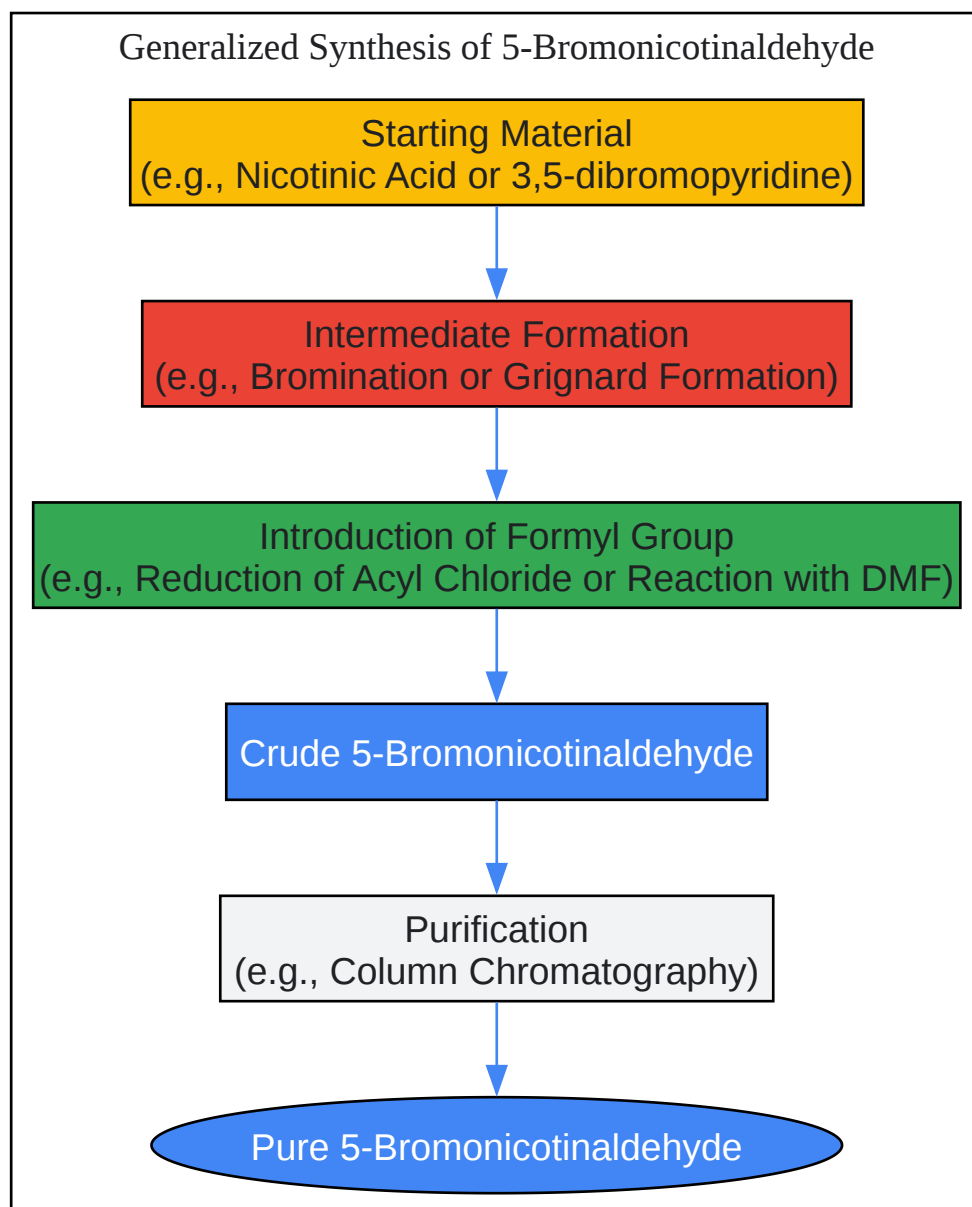 Generalized Synthesis of 5-Bromonicotinaldehyde
Starting Material
(e.g., Nicotinic Acid or 3,5-dibromopyridine)
Intermediate Formation
(e.g., Bromination or Grignard Formation)
Introduction of Formyl Group
(e.g., Reduction of Acyl Chloride or Reaction with DMF)
Crude 5-Bromonicotinaldehyde
Purification
(e.g., Column Chromatography)
Pure 5-Bromonicotinaldehyde